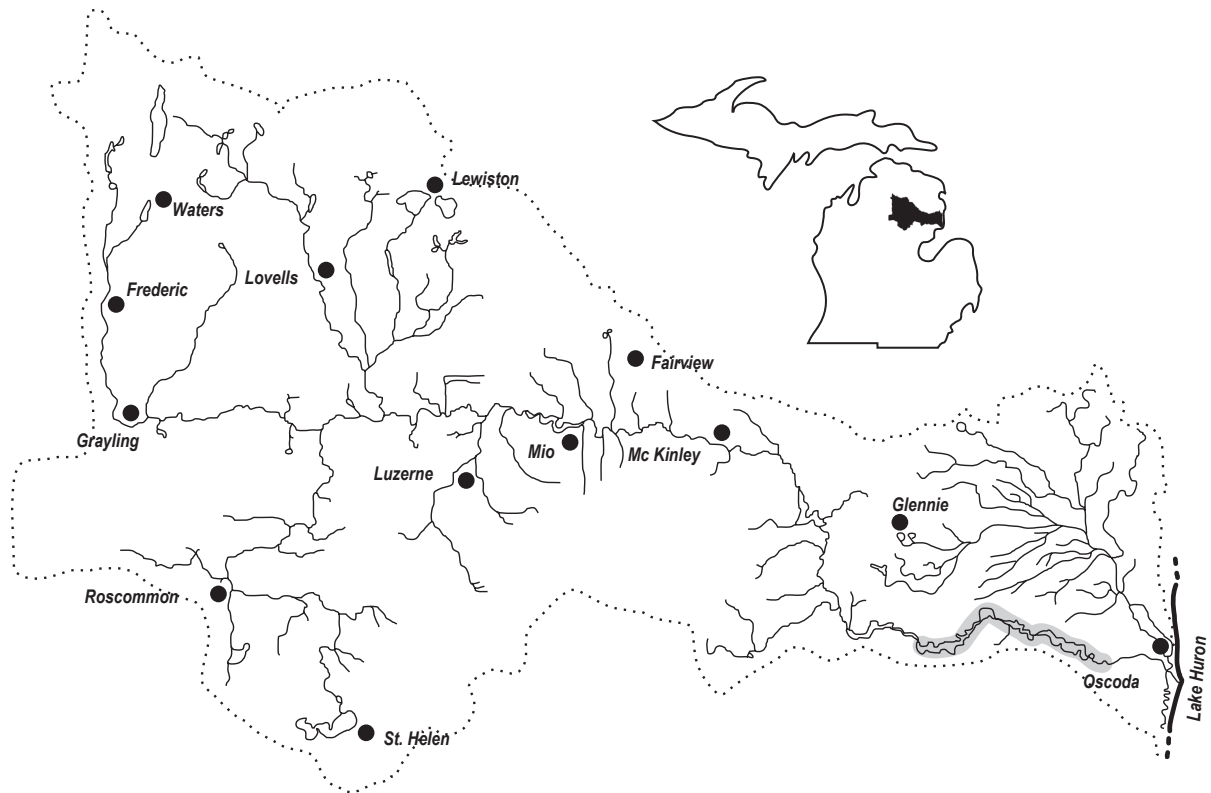 Lewiston
Waters
Lovells
Frederic
Fairview
Grayling
Mio
Mc Kinley
Luzerne
Glennie
Roscommon
Oscoda
Lake Huron
St. Helen